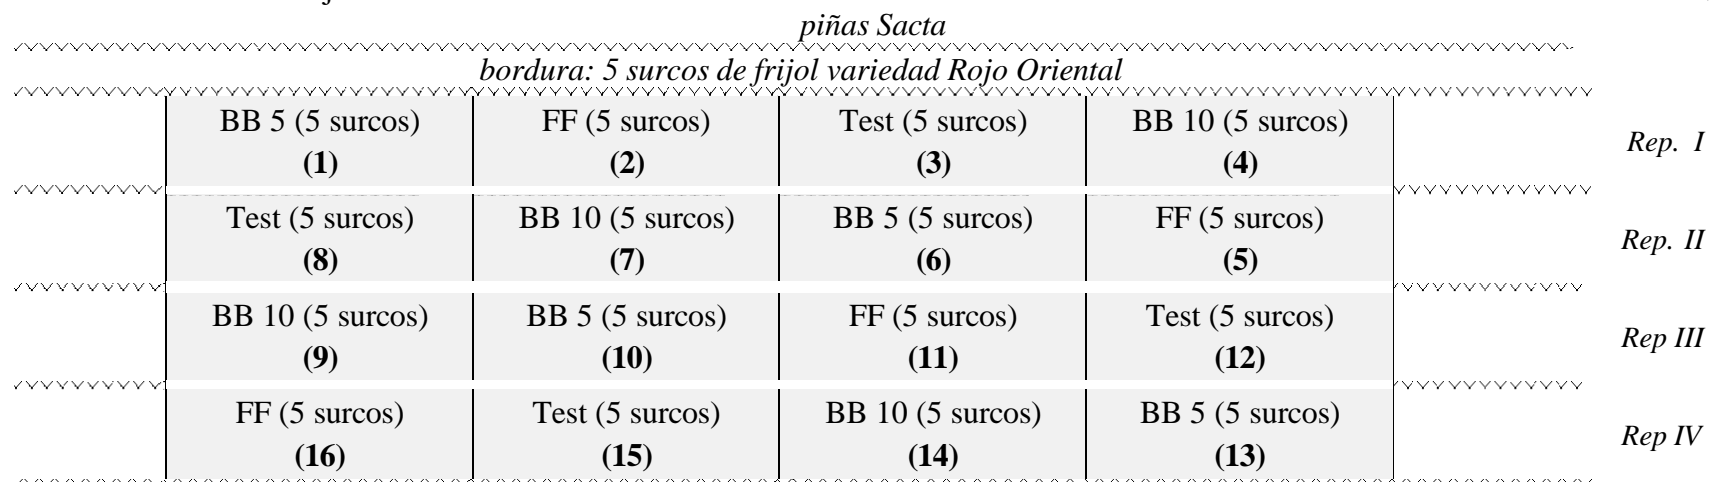 piñas Sacta
bordura: 5 surcos de frijol variedad Rojo Oriental
BB 5 (5 surcos) FF (5 surcos) Test (5 surcos) BB 10 (5 surcos)
(1) (2) (3) (4)
Rep. I
Test (5 surcos) BB 10 (5 surcos) BB 5 (5 surcos) FF (5 surcos)
(8) (7) (6) (5)
Rep. II
BB 10 (5 surcos) BB 5 (5 surcos) FF (5 surcos) Test (5 surcos)
(9) (10) (11) (12)
Rep III
FF (5 surcos) Test (5 surcos) BB 10 (5 surcos) BB 5 (5 surcos)
(16) (15) (14) (13)
Rep IV